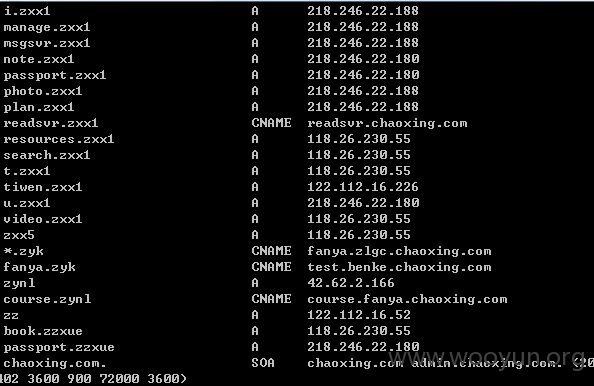 i.zxx1 A 218.246.22.188
manage.zxx1 A 218.246.22.188
msgsvr.zxx1 A 218.246.22.188
note.zxx1 A 218.246.22.180
passport.zxx1 A 218.246.22.180
photo.zxx1 A 218.246.22.188
plan.zxx1 A 218.246.22.188
readsvr.zxx1 CNAME readsvr.chaoxing.com
resources.zxx1 A 118.26.230.55
search.zxx1 A 118.26.230.55
t.zxx1 A 118.26.230.55
tiwen.zxx1 A 122.112.16.226
u.zxx1 A 218.246.22.180
video.zxx1 A 118.26.230.55
zxx5 A 118.26.230.55
*.zyk CNAME fanya.zlgc.chaoxing.com
fanya.zyk CNAME test.benke.chaoxing.com
zynl A 42.62.2.166
course.zynl CNAME course.fanya.chaoxing.com
zz A 122.112.16.52
book.zzxue A 118.26.230.55
passport.zzxue A 218.246.22.180
chaoxing.com. SOA chaoxing.com admin.chaoxing.com. (20
402 3600 900 72000 3600)
www.wooyun.org